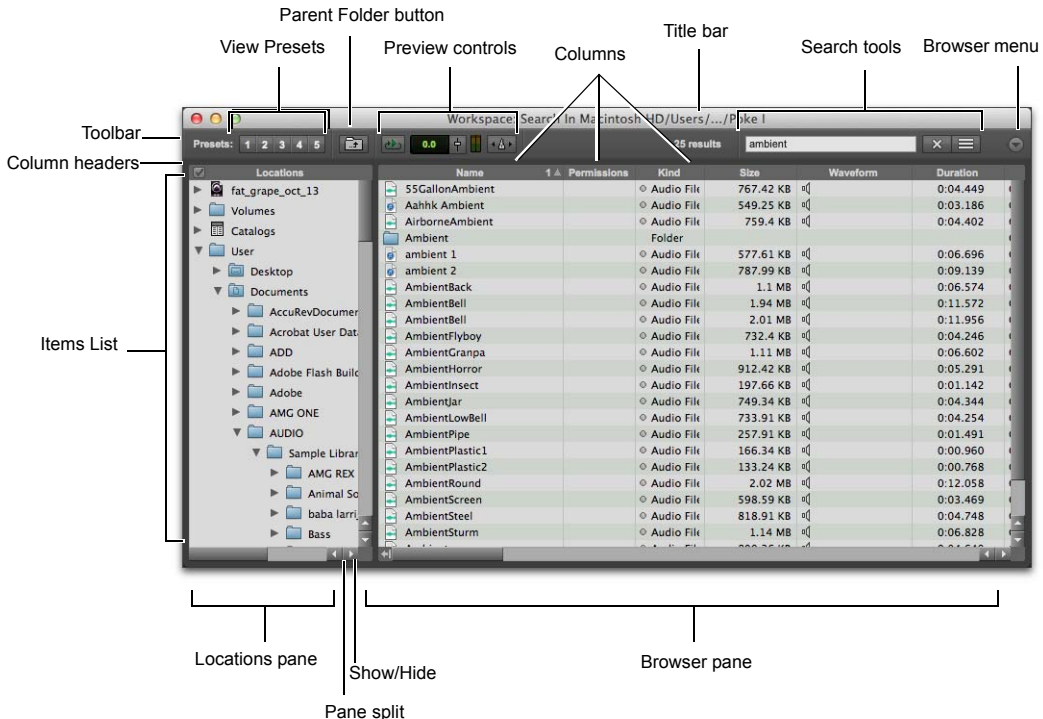 Parent Folder button
View Presets
Preview controls
Columns
Title bar
Search tools
Browser menu
Toolbar
Column headers
Items List
Workspace: Search In Macintosh HD/Users/.../Poke I
Presets: 1 2 3 4 5
0.0
25 results
ambient
Locations
Name 1 Permissions Kind Size Waveform Duration
fat_grape_oct_13
Volumes
Catalogs
User
Desktop
Documents
AccuRevDocumer
Acrobat User Dat
ADD
Adobe Flash Builc
Adobe
AMG ONE
AUDIO
Sample Librar
AMG REX
Animal So
baba larri
Bass
55GallonAmbient Audio File 767.42 KB 0:04.449
Aahhk Ambient Audio File 549.25 KB 0:03.186
AirborneAmbient Audio File 759.4 KB 0:04.402
Ambient Folder
ambient 1 Audio File 577.61 KB 0:06.696
ambient 2 Audio File 787.99 KB 0:09.139
AmbientBack Audio File 1.1 MB 0:06.574
AmbientBell Audio File 1.94 MB 0:11.572
AmbientBell Audio File 2.01 MB 0:11.956
AmbientFlyboy Audio File 732.4 KB 0:04.246
AmbientGranpa Audio File 1.11 MB 0:06.602
AmbientHorror Audio File 912.42 KB 0:05.291
AmbientInsect Audio File 197.66 KB 0:01.142
AmbientJar Audio File 749.34 KB 0:04.344
AmbientLowBell Audio File 733.91 KB 0:04.254
AmbientPipe Audio File 257.91 KB 0:01.491
AmbientPlastic1 Audio File 166.34 KB 0:00.960
AmbientPlastic2 Audio File 133.24 KB 0:00.768
AmbientRound Audio File 2.02 MB 0:12.058
AmbientScreen Audio File 598.59 KB 0:03.469
AmbientSteel Audio File 818.91 KB 0:04.748
AmbientSturm Audio File 1.14 MB 0:06.828
Locations pane
Show/Hide
Pane split
Browser pane